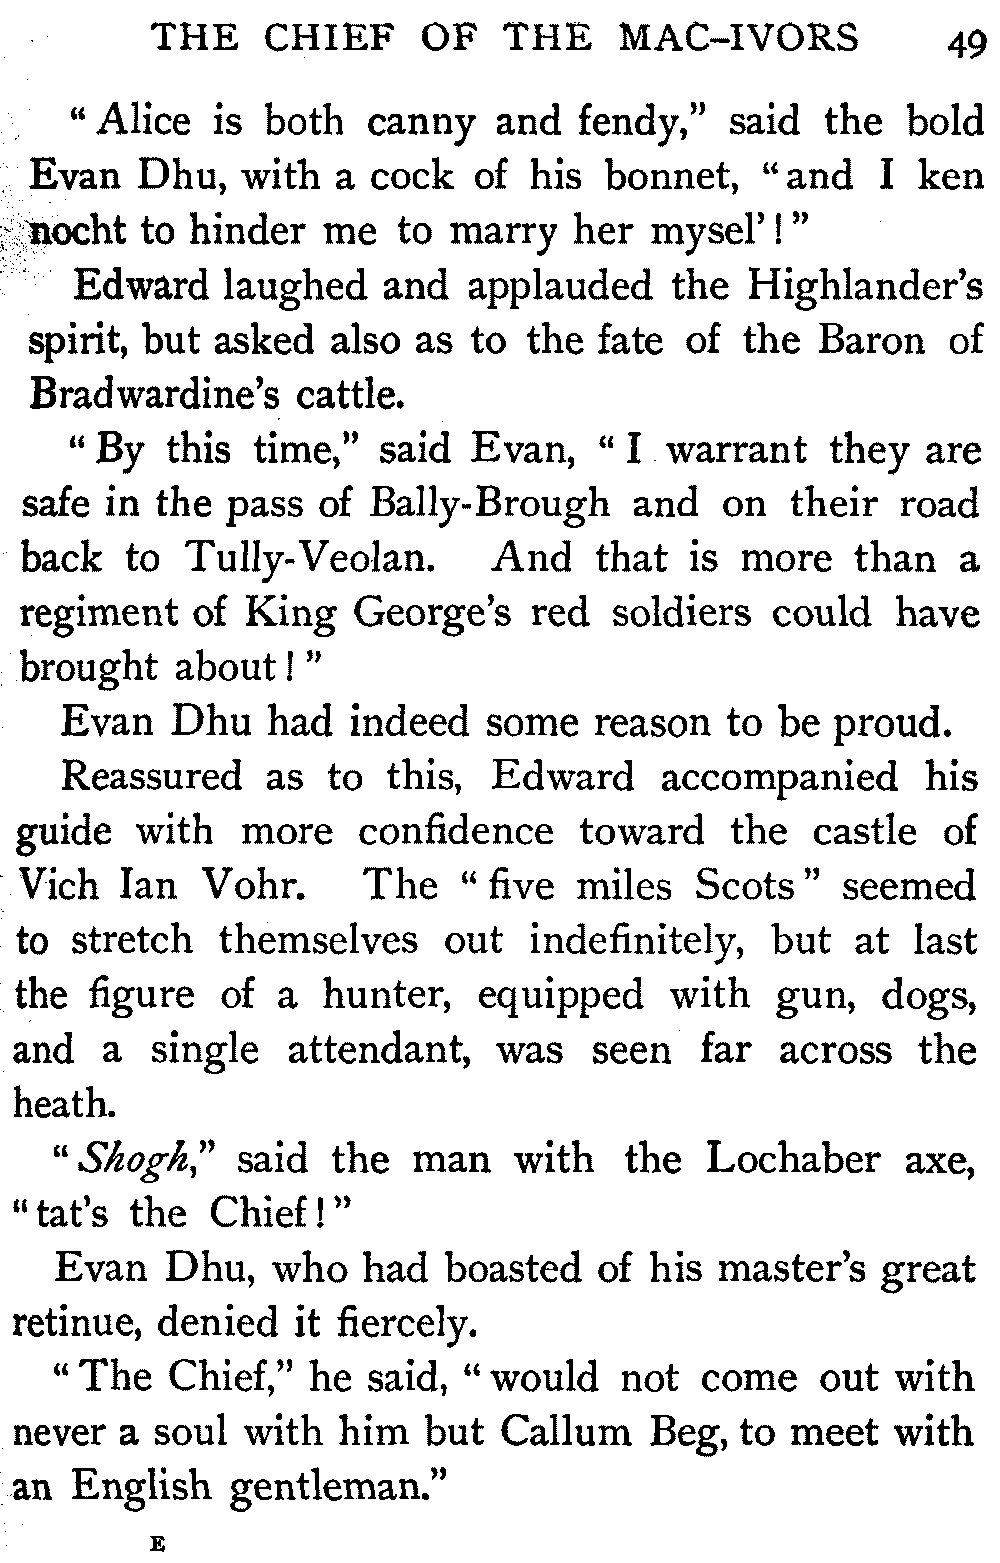 THE CHIEF OF THE MAC-IVORS 49
“Alice is both canny and fendy,” said the bold
Evan Dhu, with a cock of his bonnet, “and I ken
nocht to hinder me to marry her mysel’!”
Edward laughed and applauded the Highlander’s
spirit, but asked also as to the fate of the Baron of
Bradwardine’s cattle.
“By this time,” said Evan, “I warrant they are
safe in the pass of Bally-Brough and on their road
back to Tully-Veolan. And that is more than a
regiment of King George’s red soldiers could have
brought about!”
Evan Dhu had indeed some reason to be proud.
Reassured as to this, Edward accompanied his
guide with more confidence toward the castle of
Vich Ian Vohr. The “five miles Scots” seemed
to stretch themselves out indefinitely, but at last
the figure of a hunter, equipped with gun, dogs,
and a single attendant, was seen far across the
heath.
“Shogh,” said the man with the Lochaber axe,
“tat’s the Chief!”
Evan Dhu, who had boasted of his master’s great
retinue, denied it fiercely.
“The Chief,” he said, “would not come out with
never a soul with him but Callum Beg, to meet with
an English gentleman.”
E